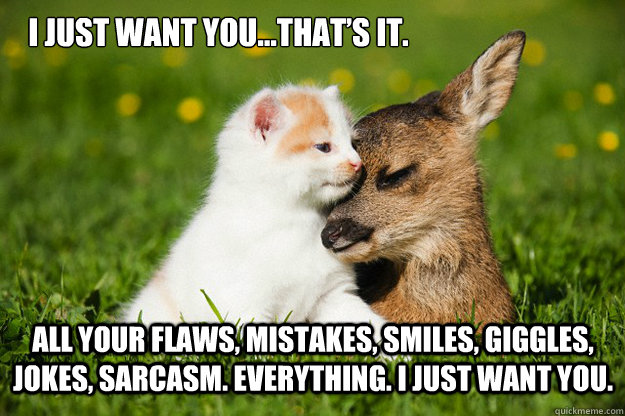 I JUST WANT YOU...THAT'S IT.
ALL YOUR FLAWS, MISTAKES, SMILES, GIGGLES,
JOKES, SARCASM. EVERYTHING. I JUST WANT YOU.
quickmeme.com